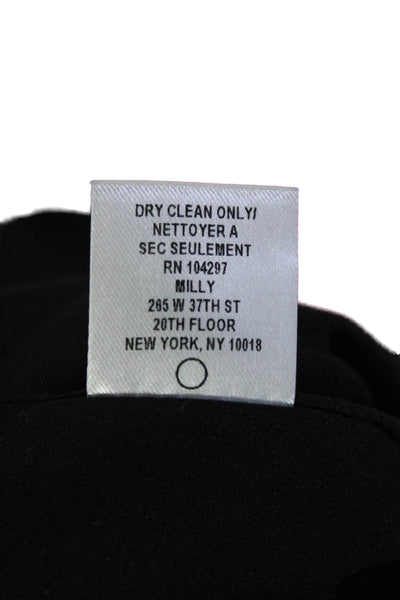 DRY CLEAN ONLY/
NETTOYER A
SEC SEULEMENT
RN 104297
MILLY
265 W 37TH ST
20TH FLOOR
NEW YORK, NY 10018